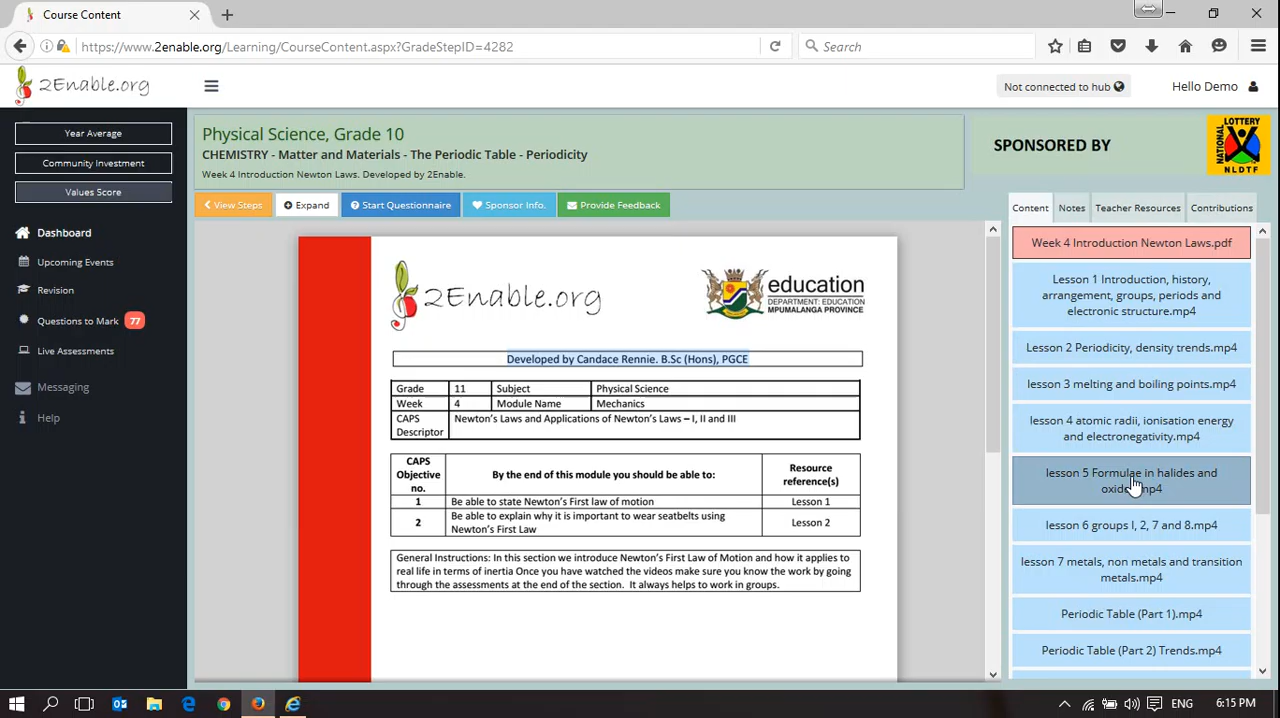 Course Content
https://www.2enable.org/Learning/CourseContent.aspx?GradeStepID=4282
Search
2Enable.org
Not connected to hub
Hello Demo
Year Average
Community Investment
Values Score
Dashboard
Upcoming Events
Revision
Questions to Mark 77
Live Assessments
Messaging
Help
Physical Science, Grade 10
CHEMISTRY - Matter and Materials - The Periodic Table - Periodicity
Week 4 Introduction Newton Laws. Developed by 2Enable.
SPONSORED BY
NATIONAL LOTTERY
NLDTF
View Steps
Expand
Start Questionnaire
Sponsor Info.
Provide Feedback
2Enable.org
education
DEPARTMENT: EDUCATION
MPUMALANGA PROVINCE
Developed by Candace Rennie. B.Sc (Hons), PGCE
Grade 11 Subject Physical Science
Week 4 Module Name Mechanics
CAPS Newton's Laws and Applications of Newton's Laws – I, II and III
Descriptor
CAPS
Objective
no.
By the end of this module you should be able to:
Resource
reference(s)
1 Be able to state Newton's First law of motion Lesson 1
2 Be able to explain why it is important to wear seatbelts using
Newton's First Law
Lesson 2
General Instructions: In this section we introduce Newton's First Law of Motion and how it applies to
real life in terms of inertia Once you have watched the videos make sure you know the work by going
through the assessments at the end of the section. It always helps to work in groups.
Content
Notes
Teacher Resources
Contributions
Week 4 Introduction Newton Laws.pdf
Lesson 1 Introduction, history,
arrangement, groups, periods and
electronic structure.mp4
Lesson 2 Periodicity, density trends.mp4
lesson 3 melting and boiling points.mp4
lesson 4 atomic radii, ionisation energy
and electronegativity.mp4
lesson 5 Formulae in halides and
oxides.mp4
lesson 6 groups I, 2, 7 and 8.mp4
lesson 7 metals, non metals and transition
metals.mp4
Periodic Table (Part 1).mp4
Periodic Table (Part 2) Trends.mp4
ENG
6:15 PM